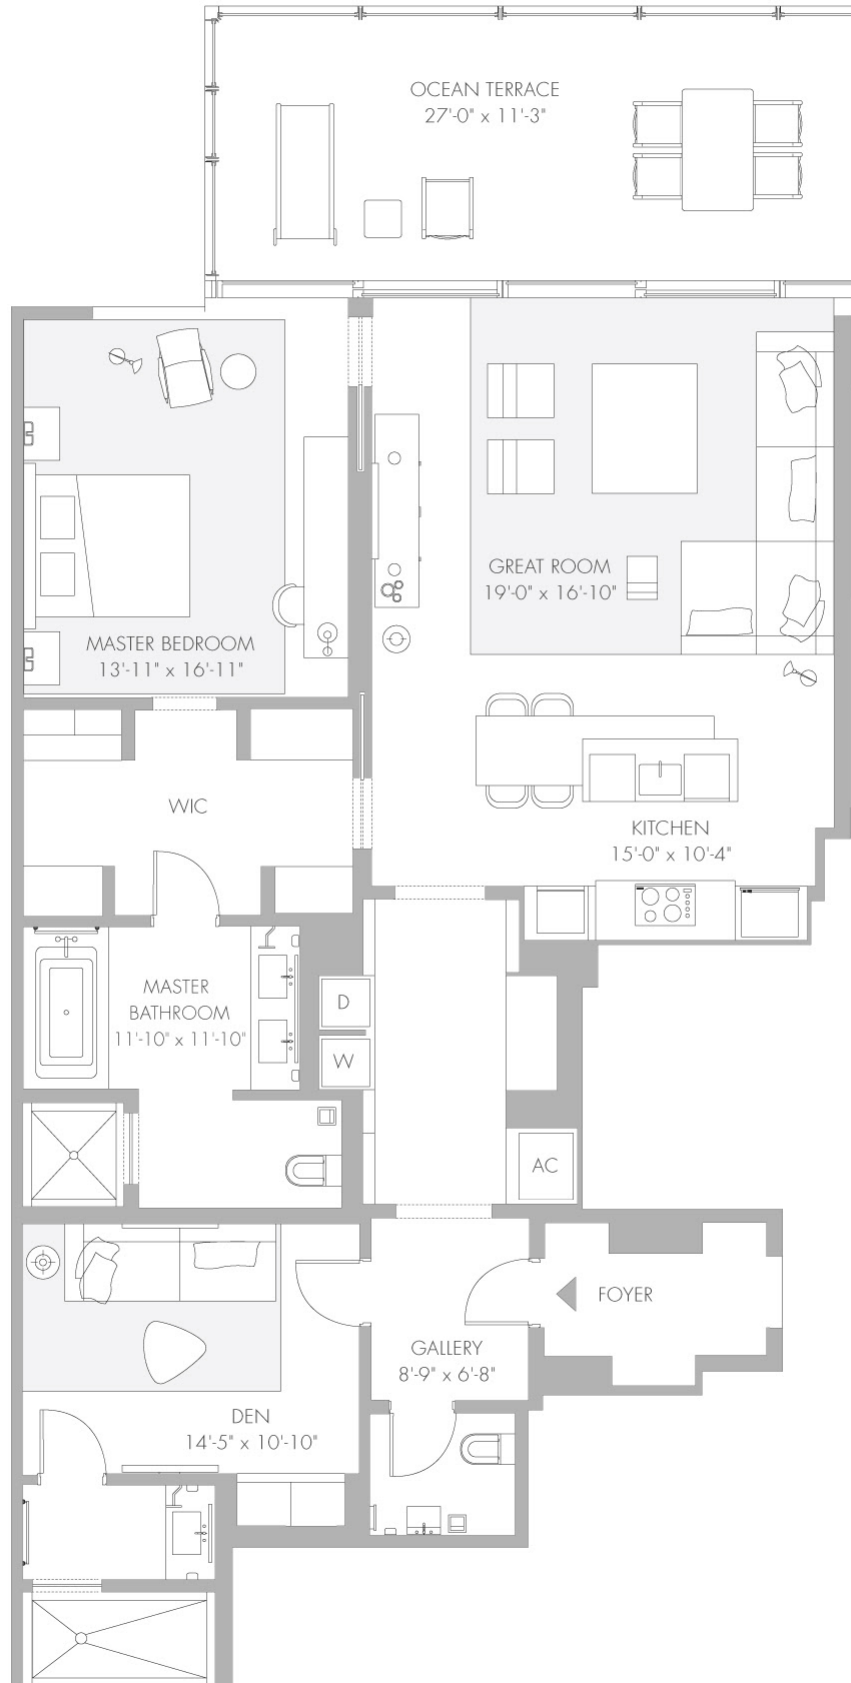 OCEAN TERRACE
27'-0" x 11'-3"
GREAT ROOM
19'-0" x 16'-10"
MASTER BEDROOM
13'-11" x 16'-11"
WIC
KITCHEN
15'-0" x 10'-4"
MASTER
BATHROOM
11'-10" x 11'-10"
D
W
AC
FOYER
GALLERY
8'-9" x 6'-8"
DEN
14'-5" x 10'-10"